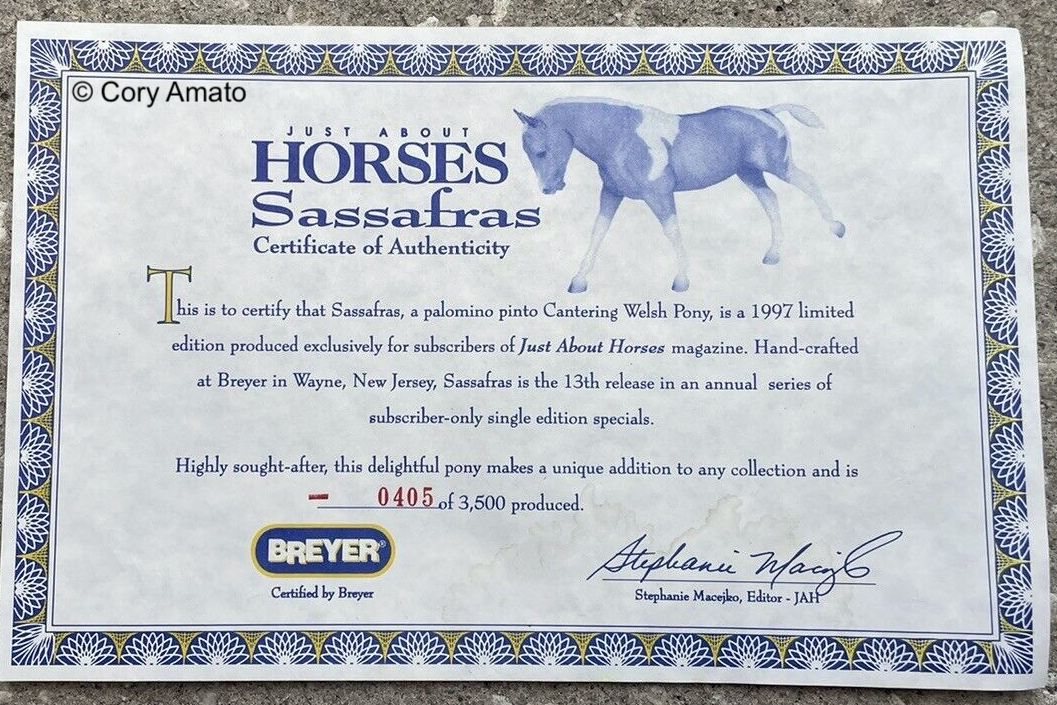 © Cory Amato
JUST ABOUT
HORSES
Sassafras
Certificate of Authenticity
This is to certify that Sassafras, a palomino pinto Cantering Welsh Pony, is a 1997 limited
edition produced exclusively for subscribers of Just About Horses magazine. Hand-crafted
at Breyer in Wayne, New Jersey, Sassafras is the 13th release in an annual series of
subscriber-only single edition specials.
Highly sought-after, this delightful pony makes a unique addition to any collection and is
- 0405 of 3,500 produced.
BREYER®
Certified by Breyer
Stephanie Macejko
Stephanie Macejko, Editor - JAH